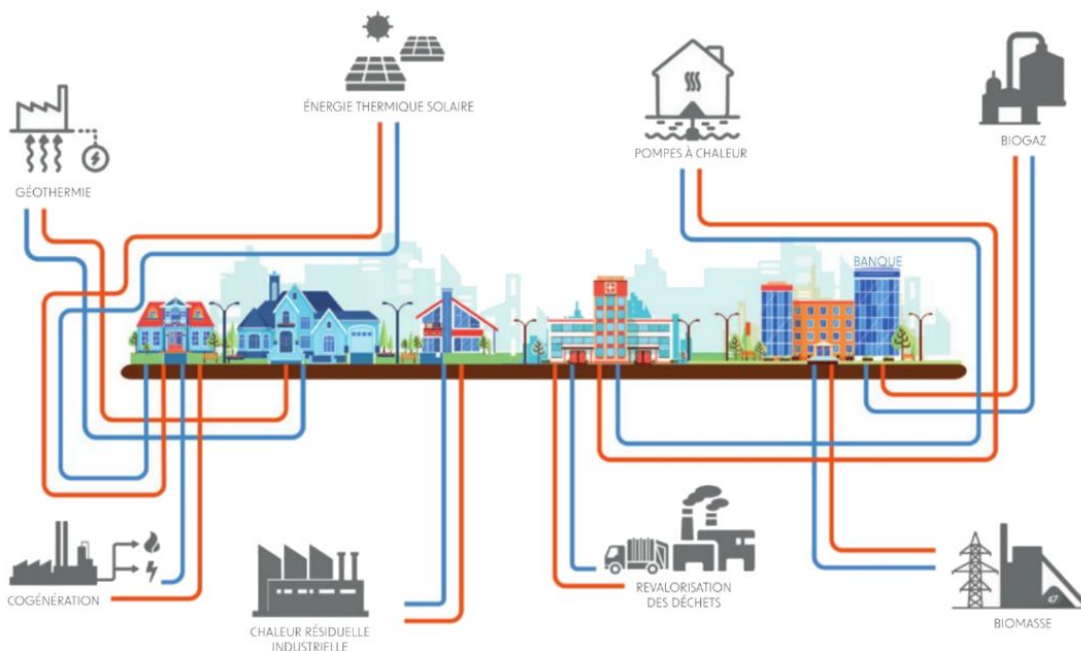 ÉNERGIE THERMIQUE SOLAIRE
POMPES À CHALEUR
BIOGAZ
GÉOTHERMIE
BANQUE
COGÉNÉRATION
CHALEUR RÉSIDUELLE
INDUSTRIELLE
REVALORISATION
DES DÉCHETS
BIOMASSE